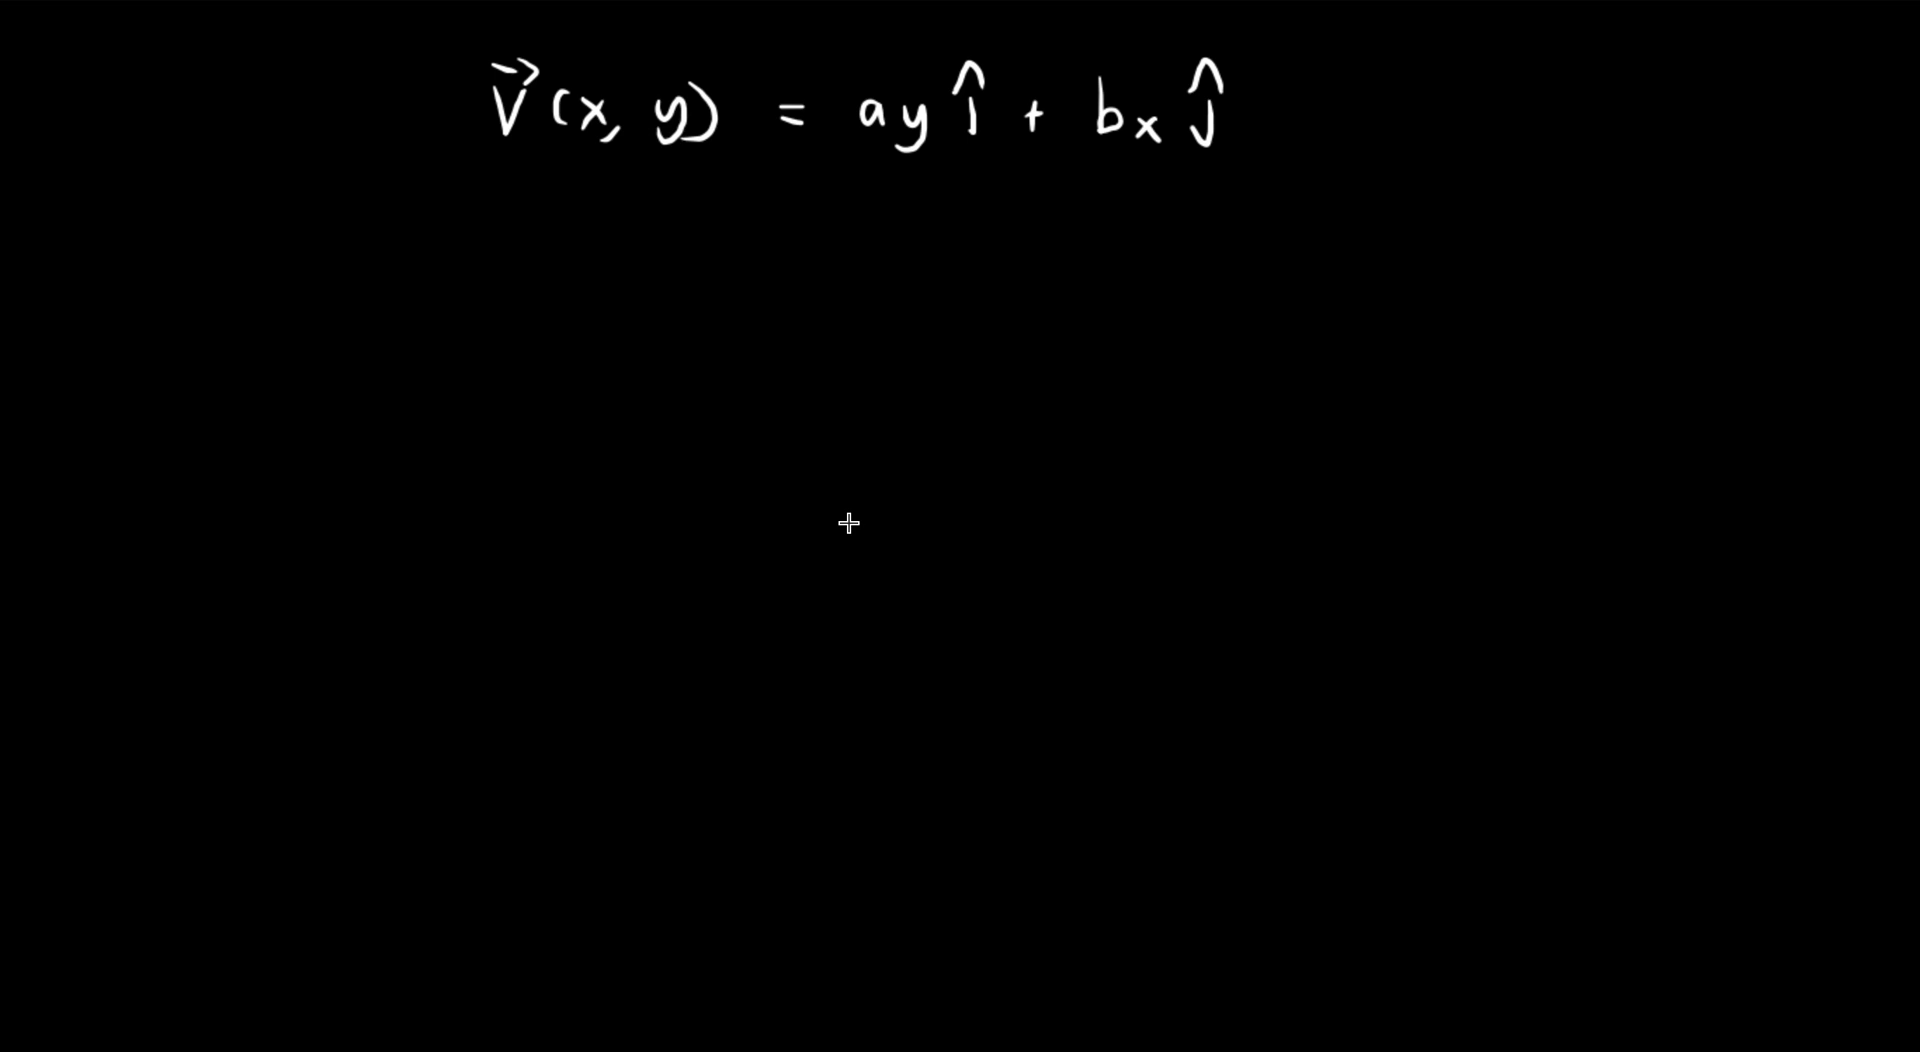 V⃗(x, y) = ay î + bx ĵ